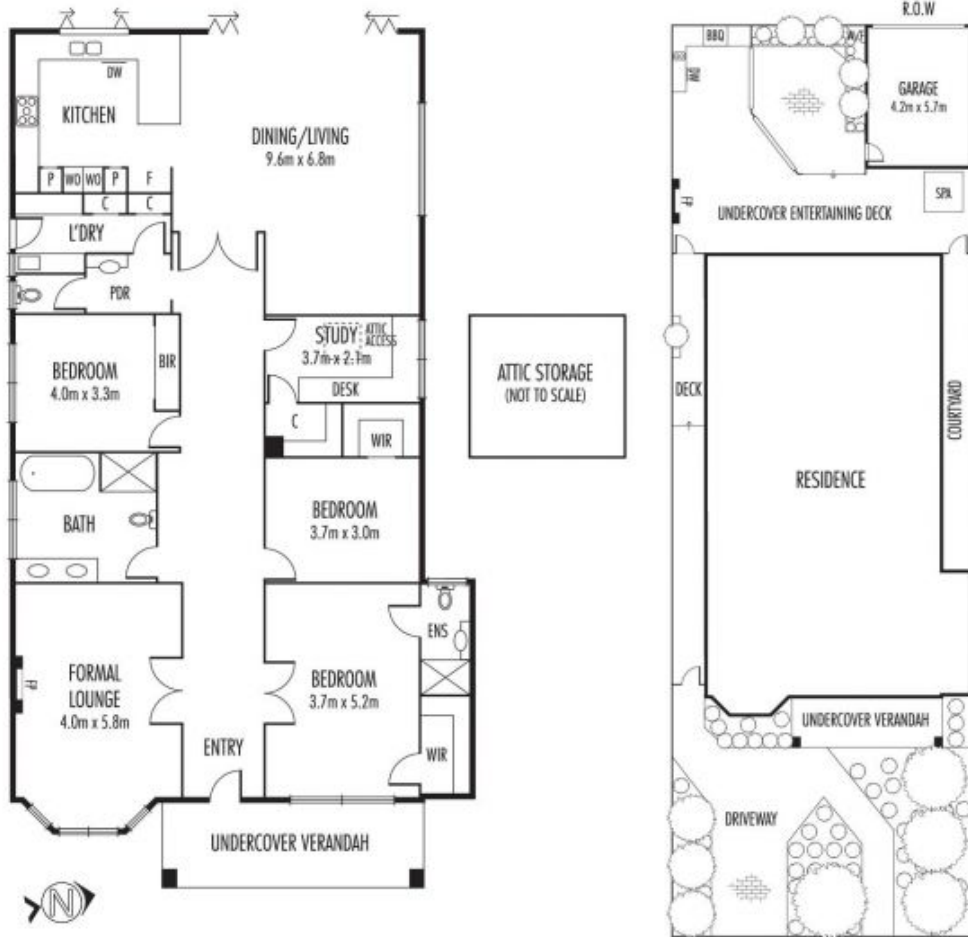 DW
KITCHEN
DINING/LIVING
9.6m x 6.8m
P WO WO P F
C C
L'DRY
PDR
BEDROOM
4.0m x 3.3m
BIR
STUDY
3.7m x 2.1m
ATTIC
ACCESS
DESK
C
WIR
BATH
BEDROOM
3.7m x 3.0m
ENS
FORMAL
LOUNGE
4.0m x 5.8m
FP
BEDROOM
3.7m x 5.2m
WIR
ENTRY
UNDERCOVER VERANDAH
N
ATTIC STORAGE
(NOT TO SCALE)
R.O.W
BBQ
W/F
DW
GARAGE
4.2m x 5.7m
SPA
FP
UNDERCOVER ENTERTAINING DECK
DECK
COURTYARD
RESIDENCE
UNDERCOVER VERANDAH
DRIVEWAY